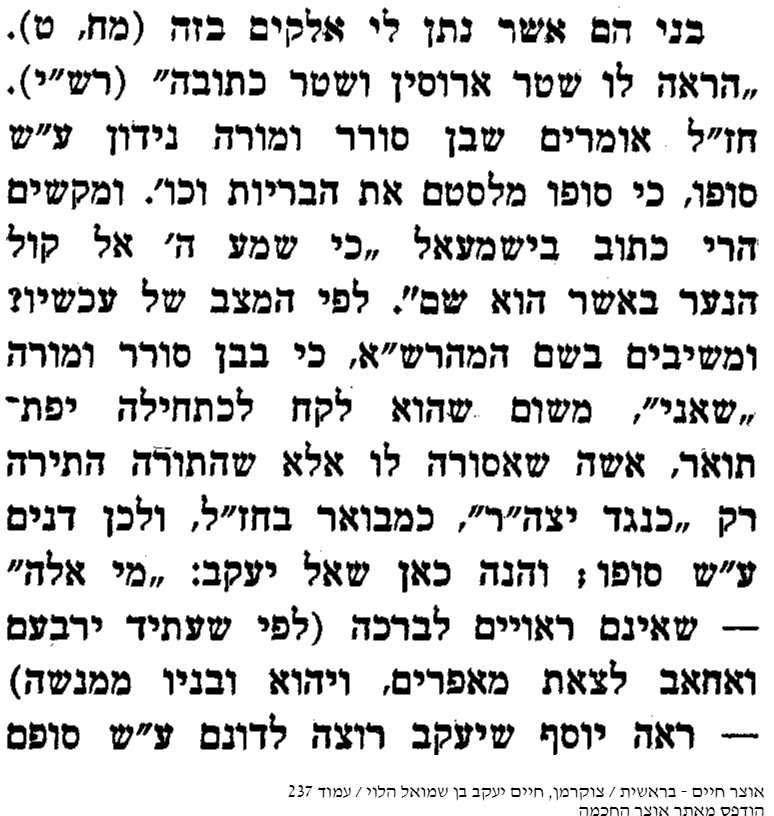 בני הם אשר נתן לי אלקים בזה (מח, ט).
„הראה לו שטר ארוסין ושטר כתובה״ (רש״י).
חז״ל אומרים שבן סורר ומורה נידון ע״ש
סופו, כי סופו מלסטם את הבריות וכו׳. ומקשים
הרי כתוב בישמעאל „כי שמע ה׳ אל קול
הנער באשר הוא שם״. לפי המצב של עכשיו?
ומשיבים בשם המהרש״א, כי בבן סורר ומורה
„שאני״, משום שהוא לקח לכתחילה יפת־
תואר, אשה שאסורה לו אלא שהתורה התירה
רק „כנגד יצה״ר״, כמבואר בחז״ל, ולכן דנים
ע״ש סופו; והנה כאן שאל יעקב: „מי אלה״
— שאינם ראויים לברכה (לפי שעתיד ירבעם
ואחאב לצאת מאפרים, ויהוא ובניו ממנשה)
— ראה יוסף שיעקב רוצה לדונם ע״ש סופם
אוצר חיים - בראשית / צוקרמן, חיים יעקב בן שמואל הלוי / עמוד 237
הודפס מאתר אוצר החכמה